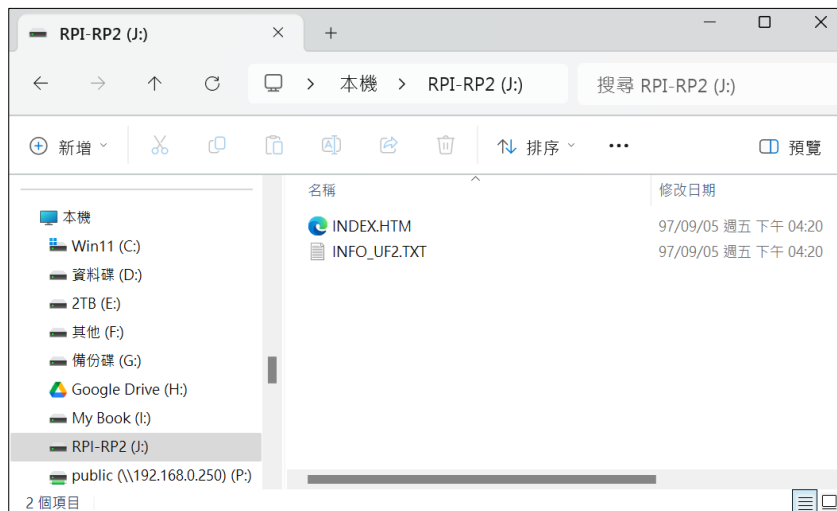 RPI-RP2 (J:)
本機 > RPI-RP2 (J:)
搜尋 RPI-RP2 (J:)
新增
排序
預覽
名稱
修改日期
本機
Win11 (C:)
資料碟 (D:)
2TB (E:)
其他 (F:)
備份碟 (G:)
Google Drive (H:)
My Book (I:)
RPI-RP2 (J:)
public (\\192.168.0.250) (P:)
INDEX.HTM
97/09/05 週五 下午 04:20
INFO_UF2.TXT
97/09/05 週五 下午 04:20
2 個項目